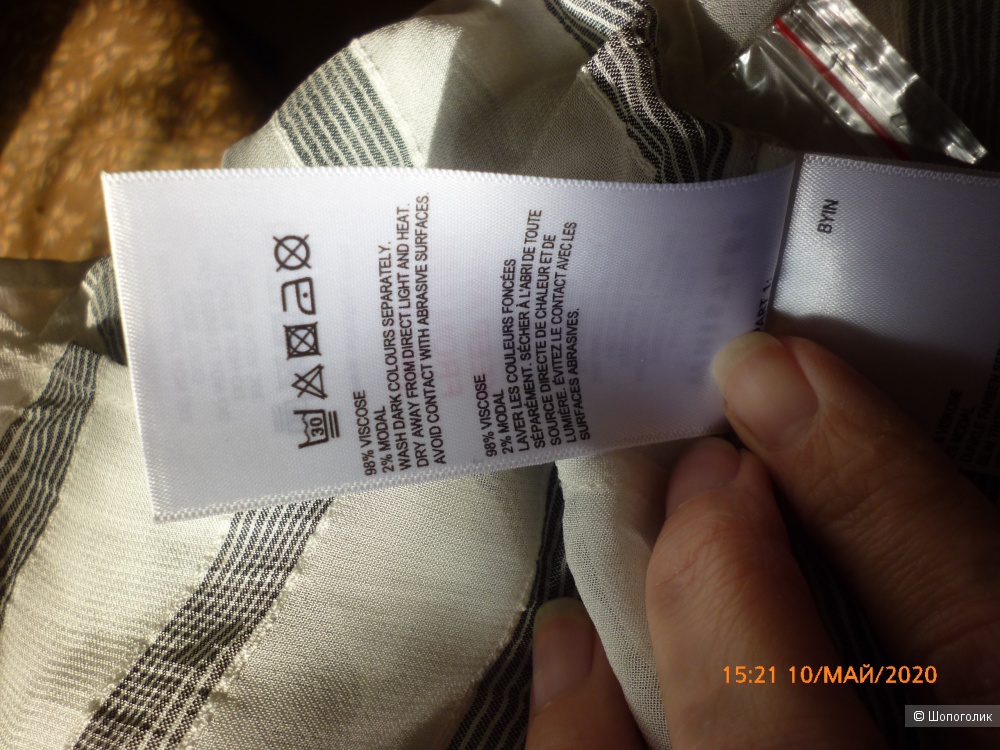 30
98% VISCOSE
2% MODAL
WASH DARK COLOURS SEPARATELY.
DRY AWAY FROM DIRECT LIGHT AND HEAT.
AVOID CONTACT WITH ABRASIVE SURFACES.
98% VISCOSE
2% MODAL
LAVER LES COULEURS FONCÉES
SÉPARÉMENT. SÉCHER À L'ABRI DE TOUTE
SOURCE DIRECTE DE CHALEUR ET DE
LUMIÈRE. ÉVITEZ LE CONTACT AVEC LES
SURFACES ABRASIVES.
BYIN
15:21 10/МАЙ/2020
© Шопоголик